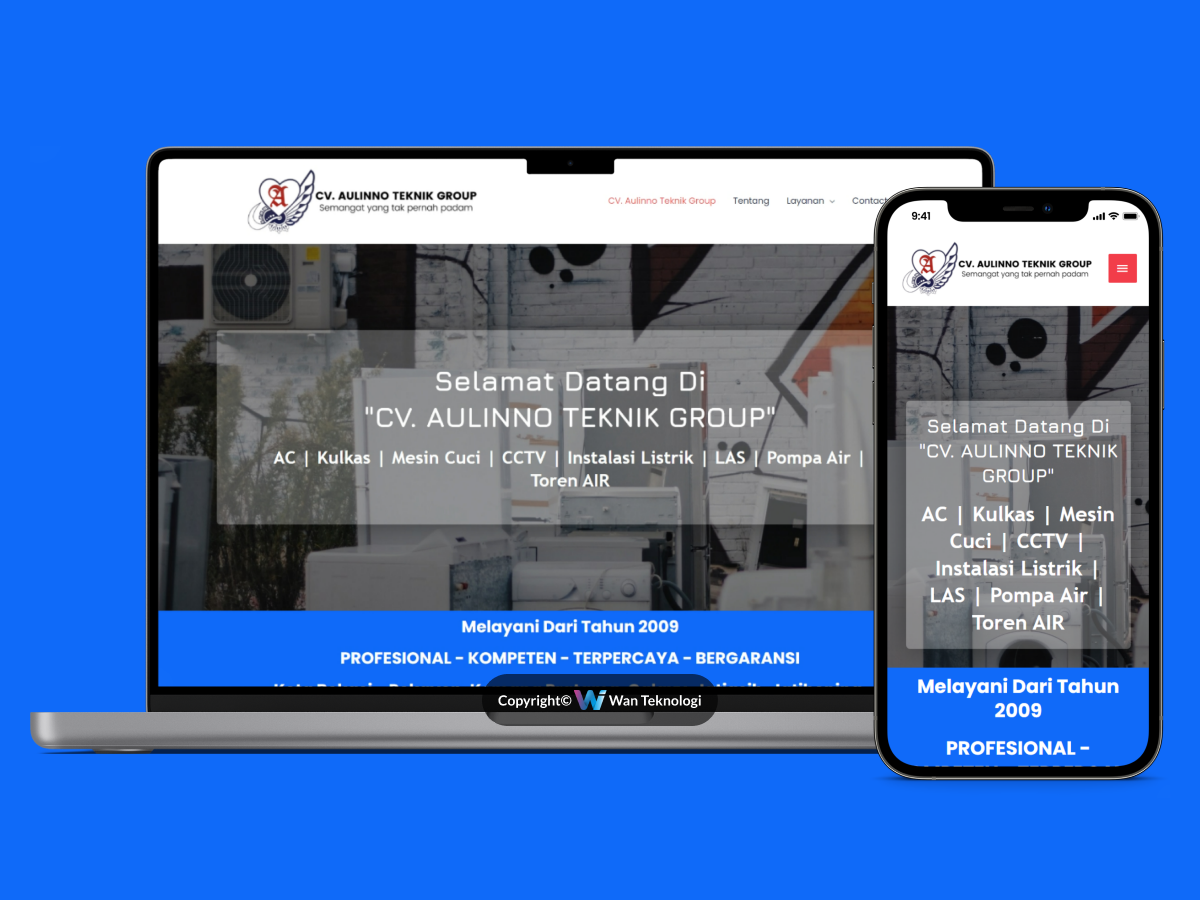 CV. AULINNO TEKNIK GROUP
Semangat yang tak pernah padam
CV. Aulinno Teknik Group Tentang Layanan Contact
Selamat Datang Di
"CV. AULINNO TEKNIK GROUP"
AC | Kulkas | Mesin Cuci | CCTV | Instalasi Listrik | LAS | Pompa Air |
Toren AIR
Melayani Dari Tahun 2009
PROFESIONAL - KOMPETEN - TERPERCAYA - BERGARANSI
Copyright© Wan Teknologi
9:41
A
CV. AULINNO TEKNIK GROUP
Semangat yang tak pernah padam
Selamat Datang Di
"CV. AULINNO TEKNIK
GROUP"
AC | Kulkas | Mesin
Cuci | CCTV |
Instalasi Listrik |
LAS | Pompa Air |
Toren AIR
Melayani Dari Tahun
2009
PROFESIONAL -